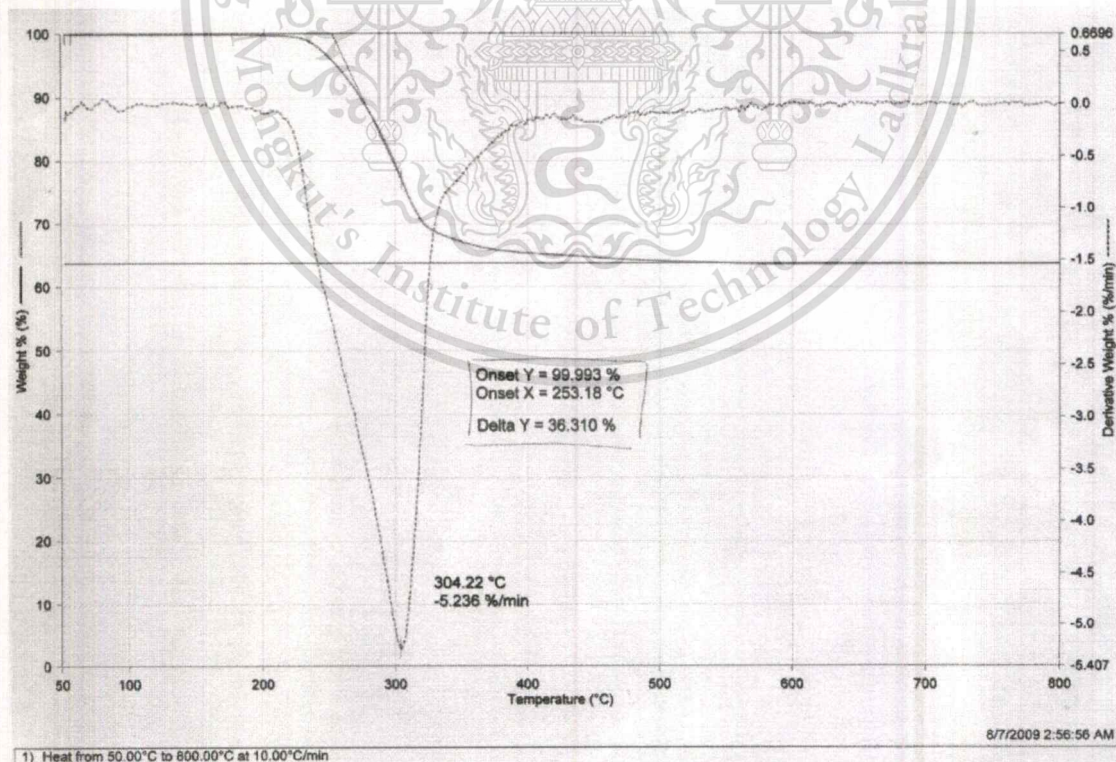 Mongkut's Institute of Technology Ladkra
100
90
80
70
60
50
40
30
20
10
0
Weight % (%)
0.6696
0.5
0.0
-0.5
-1.0
-1.5
-2.0
-2.5
-3.0
-3.5
-4.0
-4.5
-5.0
-5.407
Derivative Weight % (%/min)
Onset Y = 99.993 %
Onset X = 253.18 °C
Delta Y = 36.310 %
304.22 °C
-5.236 %/min
50 100 200 300 400 500 600 700 800
Temperature (°C)
8/7/2009 2:56:56 AM
1) Heat from 50.00°C to 800.00°C at 10.00°C/min